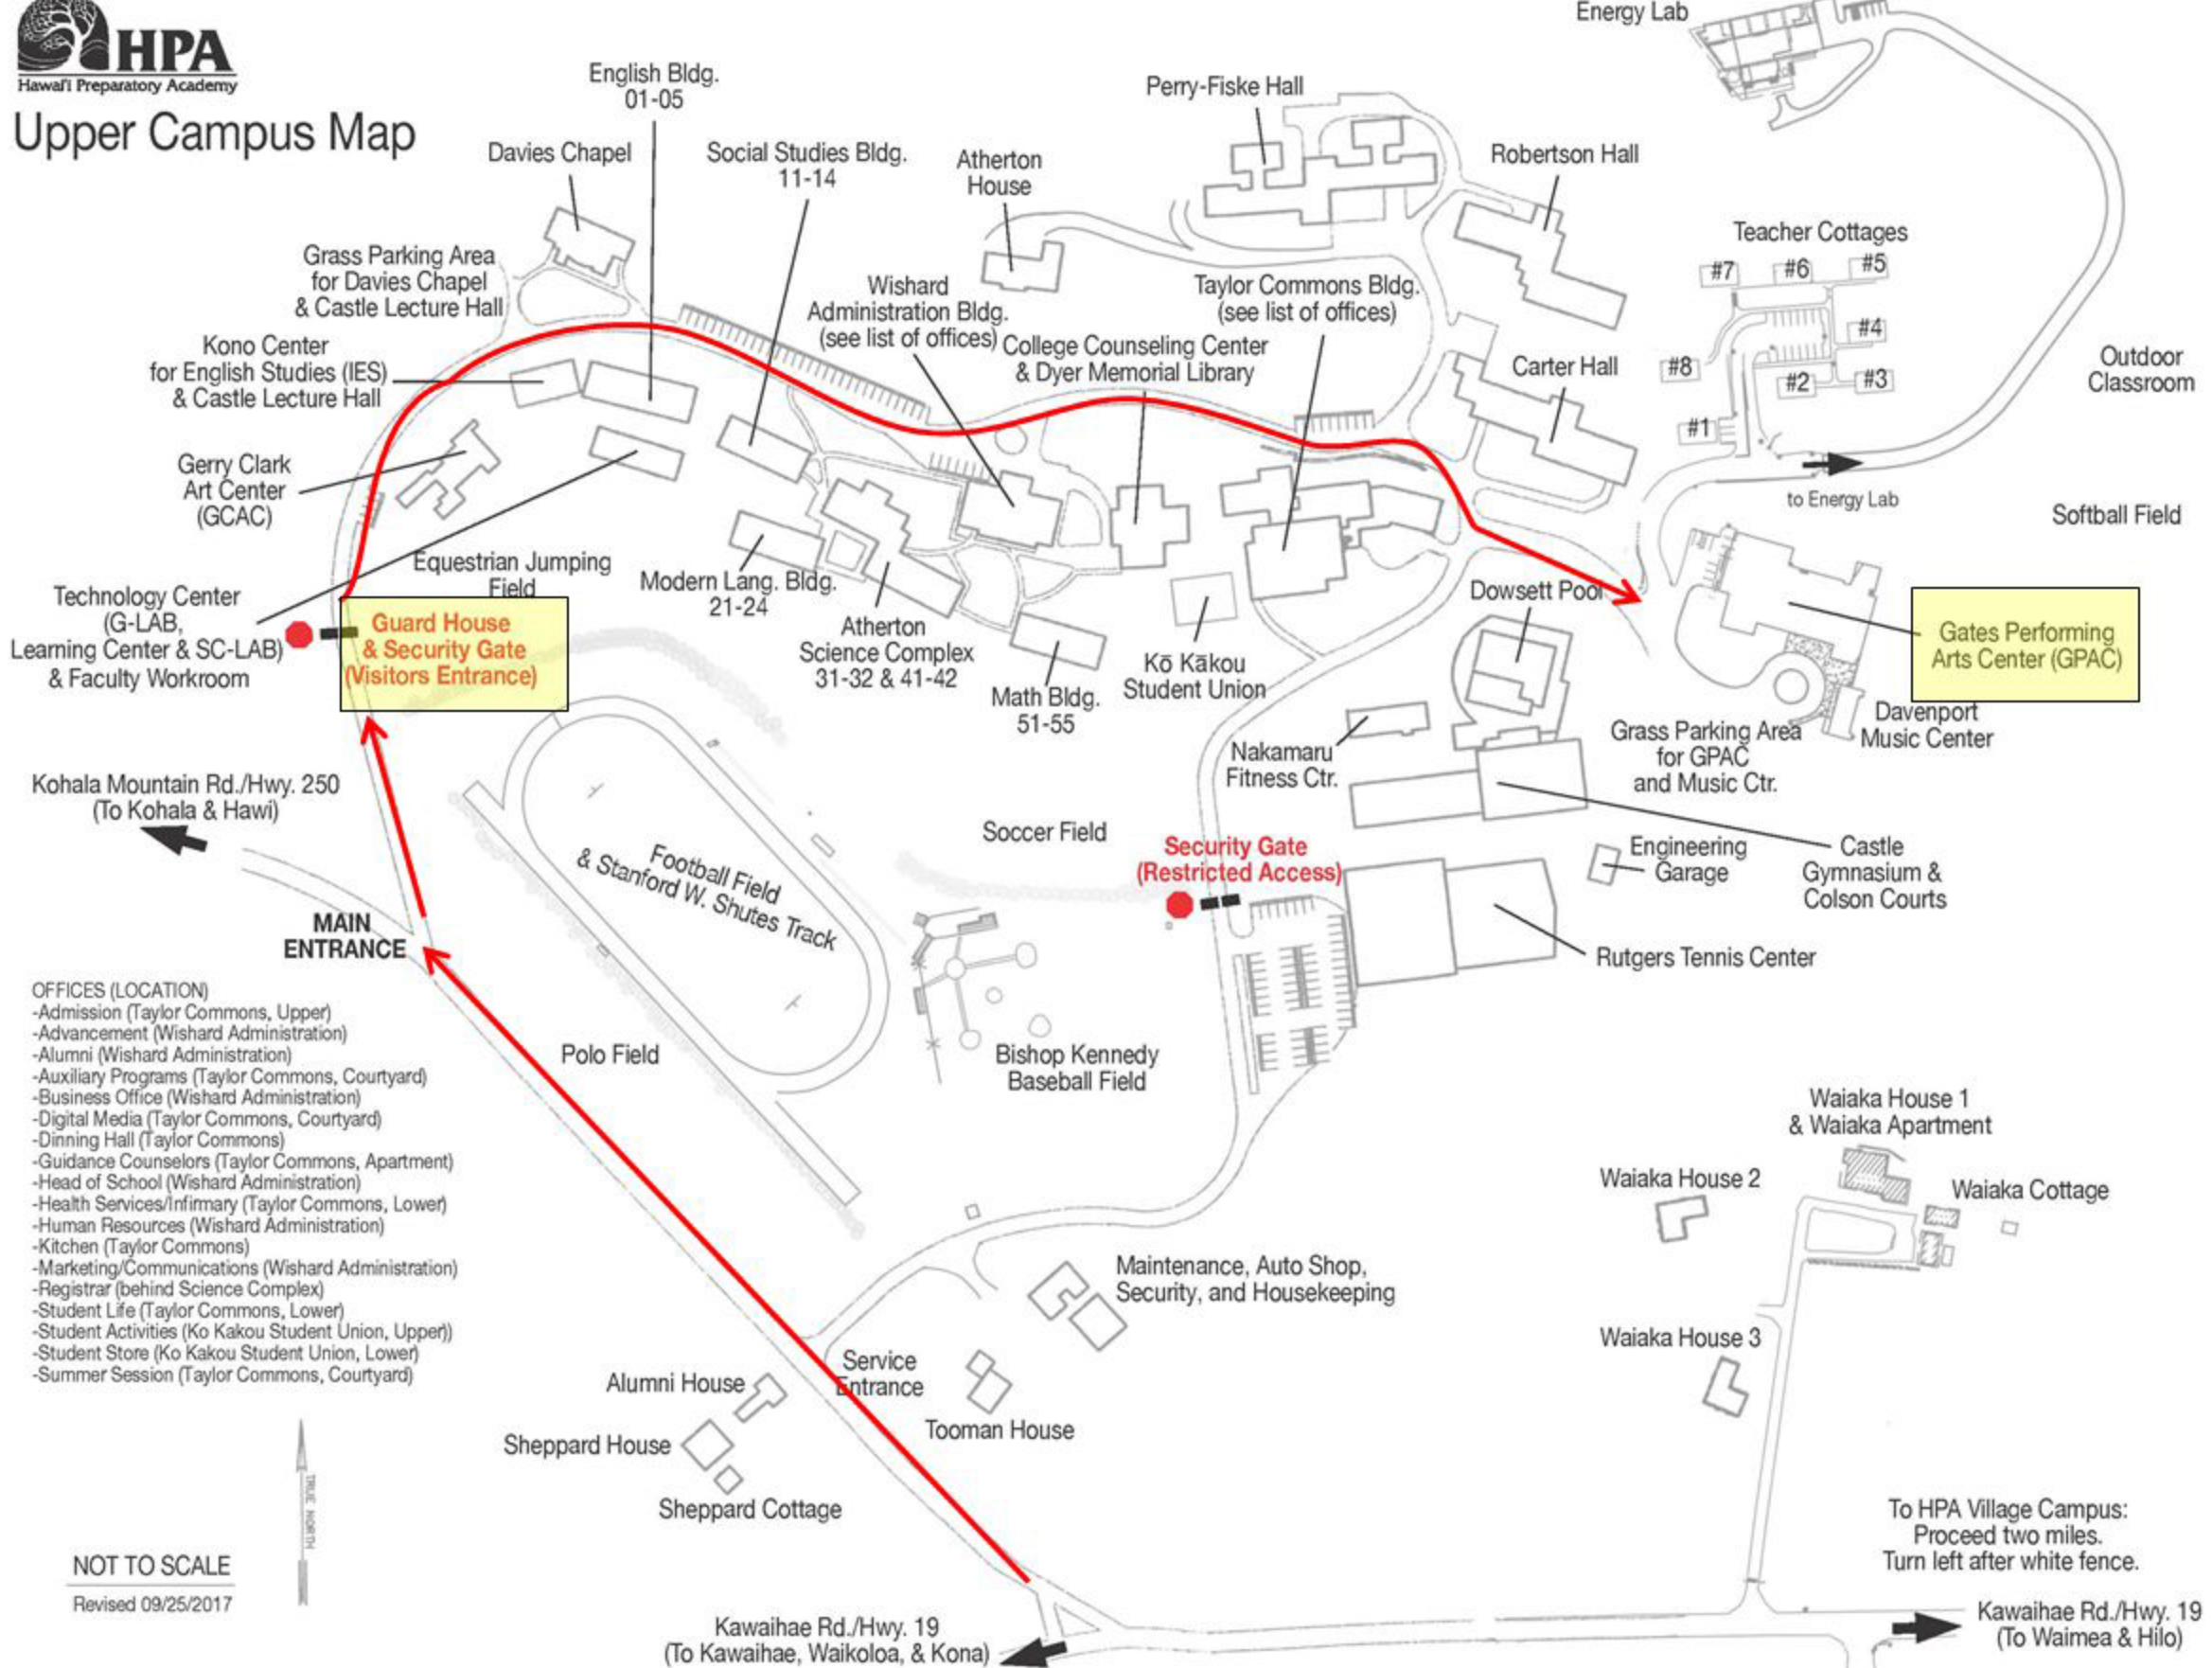 HPA
Hawai'i Preparatory Academy
Upper Campus Map
Energy Lab
English Bldg.
01-05
Perry-Fiske Hall
Davies Chapel
Social Studies Bldg.
11-14
Atherton
House
Robertson Hall
Teacher Cottages
#7
#6
#5
#4
#8
#2
#3
#1
Grass Parking Area
for Davies Chapel
& Castle Lecture Hall
Wishard
Administration Bldg.
(see list of offices)
Taylor Commons Bldg.
(see list of offices)
Kono Center
for English Studies (IES)
& Castle Lecture Hall
College Counseling Center
& Dyer Memorial Library
Carter Hall
Outdoor
Classroom
Gerry Clark
Art Center
(GCAC)
to Energy Lab
Softball Field
Equestrian Jumping
Field
Modern Lang. Bldg.
21-24
Dowsett Pool
Technology Center
(G-LAB,
Learning Center & SC-LAB)
& Faculty Workroom
Guard House
& Security Gate
(Visitors Entrance)
Atherton
Science Complex
31-32 & 41-42
Math Bldg.
51-55
Kō Kākou
Student Union
Gates Performing
Arts Center (GPAC)
Davenport
Music Center
Grass Parking Area
for GPAC
and Music Ctr.
Nakamaru
Fitness Ctr.
Kohala Mountain Rd./Hwy. 250
(To Kohala & Hawi)
Soccer Field
Football Field
& Stanford W. Shutes Track
Security Gate
(Restricted Access)
Engineering
Garage
Castle
Gymnasium &
Colson Courts
MAIN
ENTRANCE
Rutgers Tennis Center
OFFICES (LOCATION)
-Admission (Taylor Commons, Upper)
-Advancement (Wishard Administration)
-Alumni (Wishard Administration)
-Auxiliary Programs (Taylor Commons, Courtyard)
-Business Office (Wishard Administration)
-Digital Media (Taylor Commons, Courtyard)
-Dinning Hall (Taylor Commons)
-Guidance Counselors (Taylor Commons, Apartment)
-Head of School (Wishard Administration)
-Health Services/Infirmary (Taylor Commons, Lower)
-Human Resources (Wishard Administration)
-Kitchen (Taylor Commons)
-Marketing/Communications (Wishard Administration)
-Registrar (behind Science Complex)
-Student Life (Taylor Commons, Lower)
-Student Activities (Ko Kakou Student Union, Upper))
-Student Store (Ko Kakou Student Union, Lower)
-Summer Session (Taylor Commons, Courtyard)
Polo Field
Bishop Kennedy
Baseball Field
Waiaka House 1
& Waiaka Apartment
Waiaka House 2
Waiaka Cottage
Maintenance, Auto Shop,
Security, and Housekeeping
Waiaka House 3
Service
Entrance
Alumni House
Tooman House
Sheppard House
Sheppard Cottage
TRUE NORTH
NOT TO SCALE
Revised 09/25/2017
To HPA Village Campus:
Proceed two miles.
Turn left after white fence.
Kawaihae Rd./Hwy. 19
(To Kawaihae, Waikoloa, & Kona)
Kawaihae Rd./Hwy. 19
(To Waimea & Hilo)